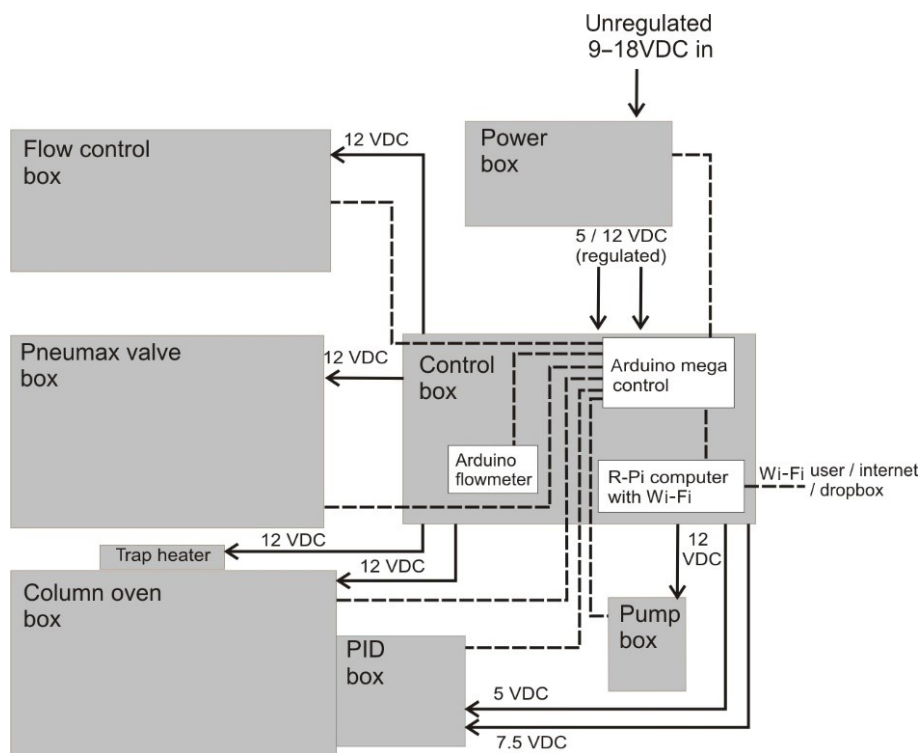 Unregulated
9–18VDC in
Flow control
box
12 VDC
Power
box
5 / 12 VDC
(regulated)
Pneumax valve
box
12 VDC
Control
box
Arduino mega
control
Arduino
flowmeter
R-Pi computer
with Wi-Fi
Wi-Fi
user / internet
/ dropbox
Trap heater
12 VDC
12 VDC
12
VDC
Column oven
box
PID
box
Pump
box
5 VDC
7.5 VDC